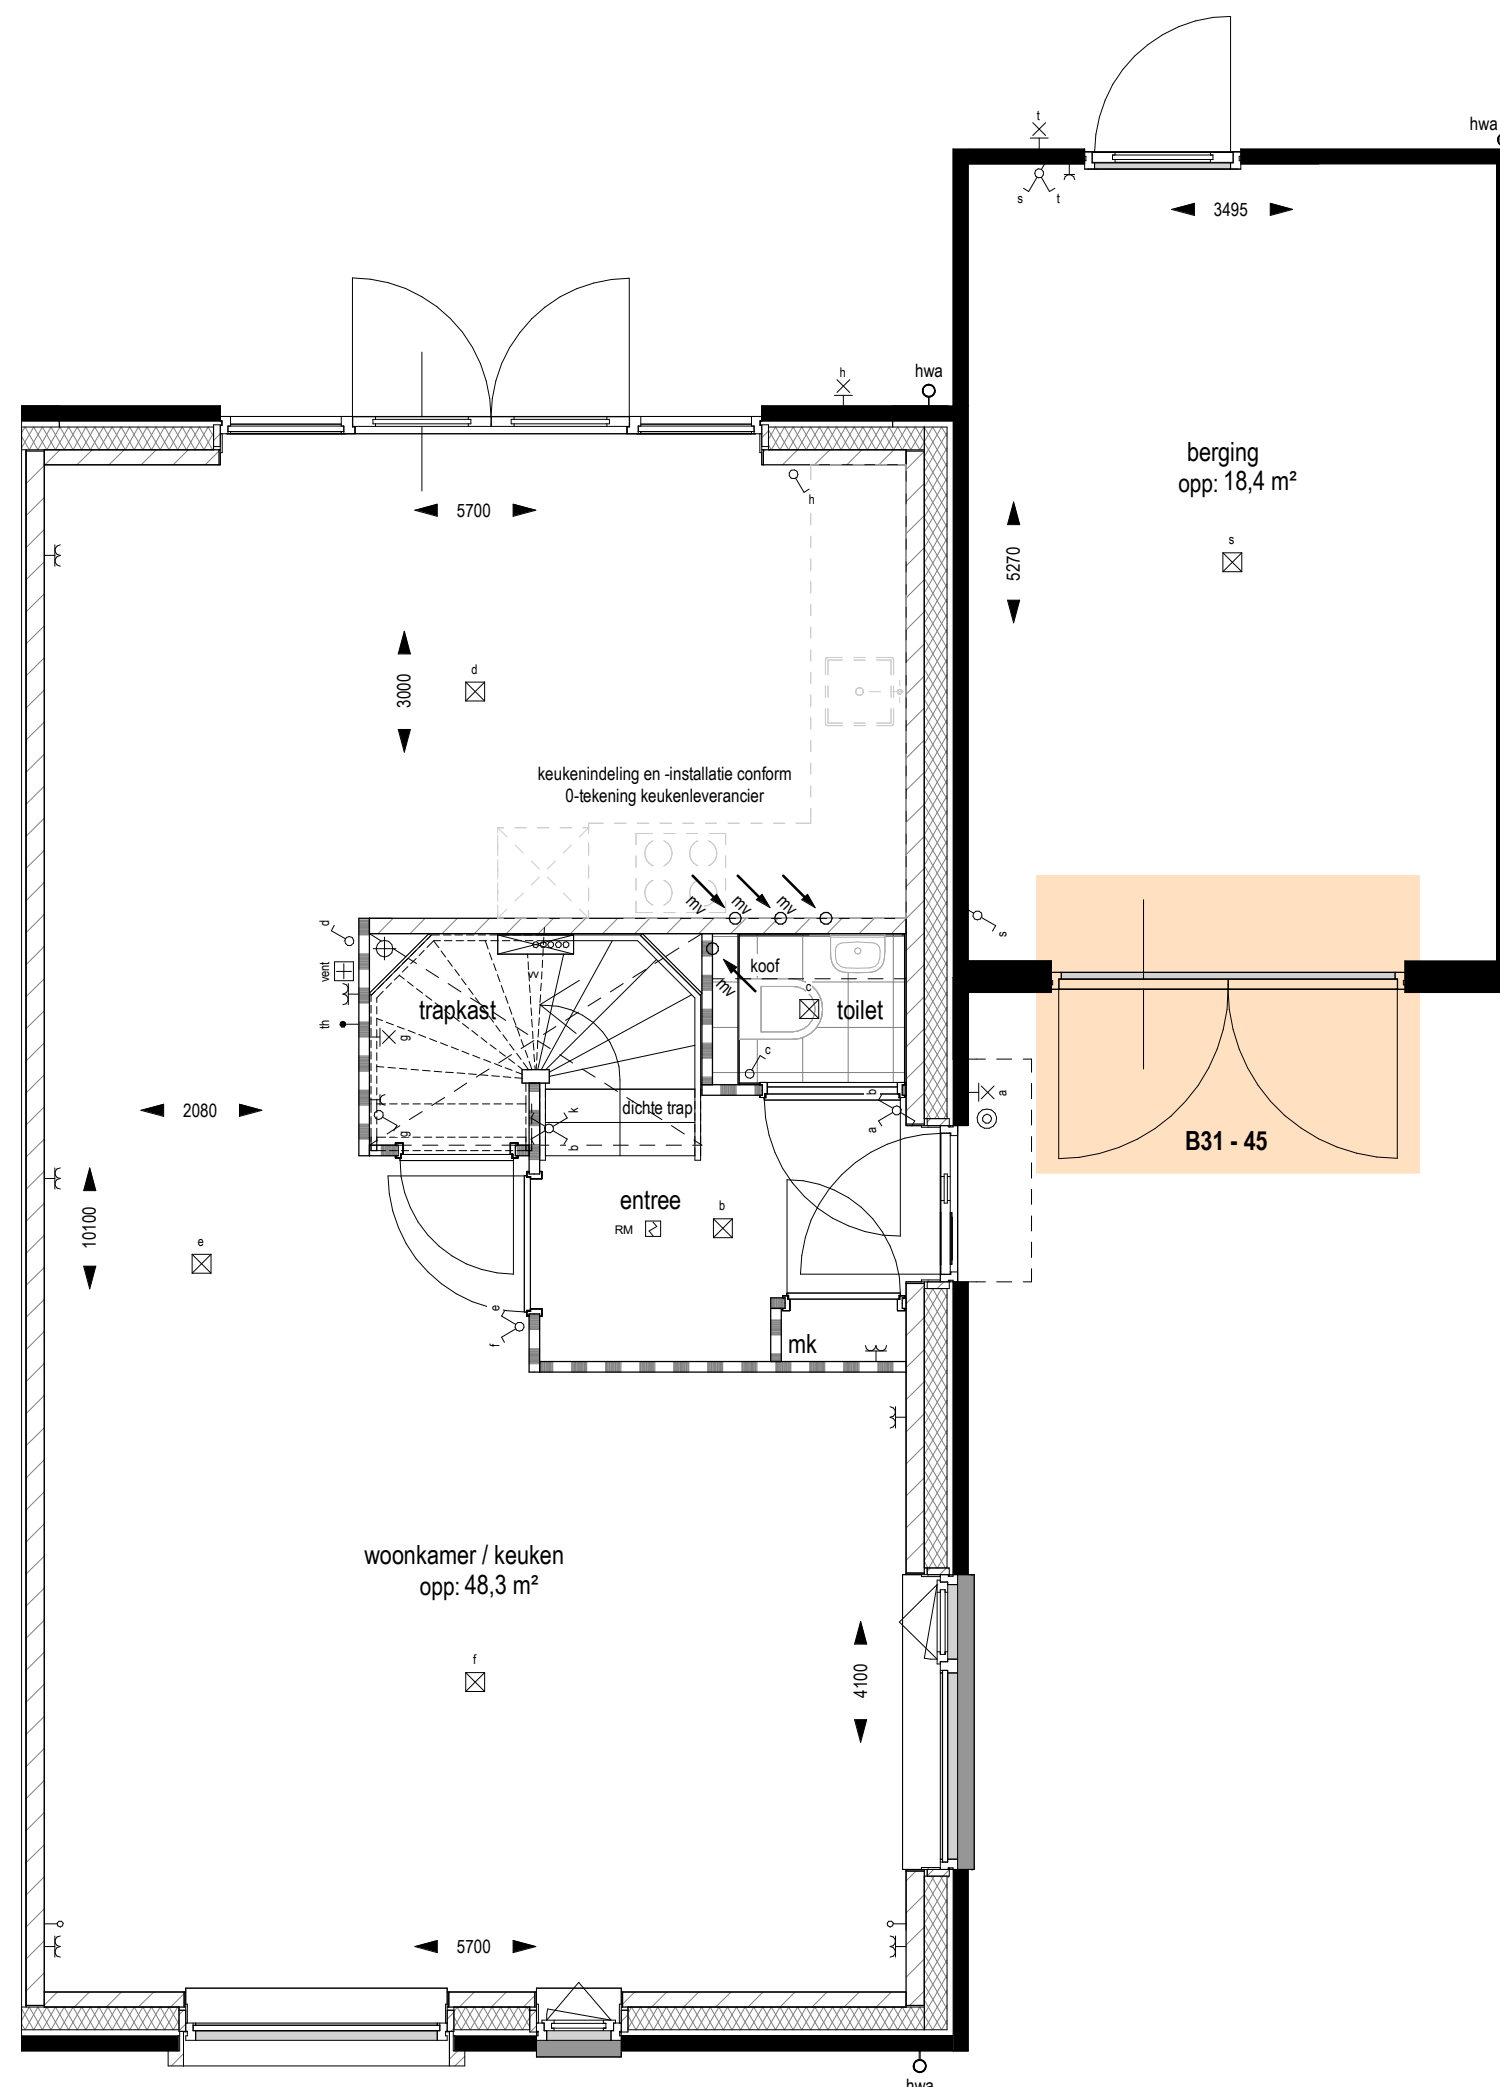 t
hwa
s
t
3495
h
hwa
berging
opp: 18,4 m²
h
5700
s
5270
d
3000
keukenindeling en -installatie conform
0-tekening keukenleverancier
mv
mv
mv
s
d
vent
koof
mv
c
trapkast
toilet
th
g
c
2080
dichte trap
k
b
g
b
a
a
B31 - 45
entree
b
RM
10100
e
e
f
mk
woonkamer / keuken
opp: 48,3 m²
f
4100
5700
hwa